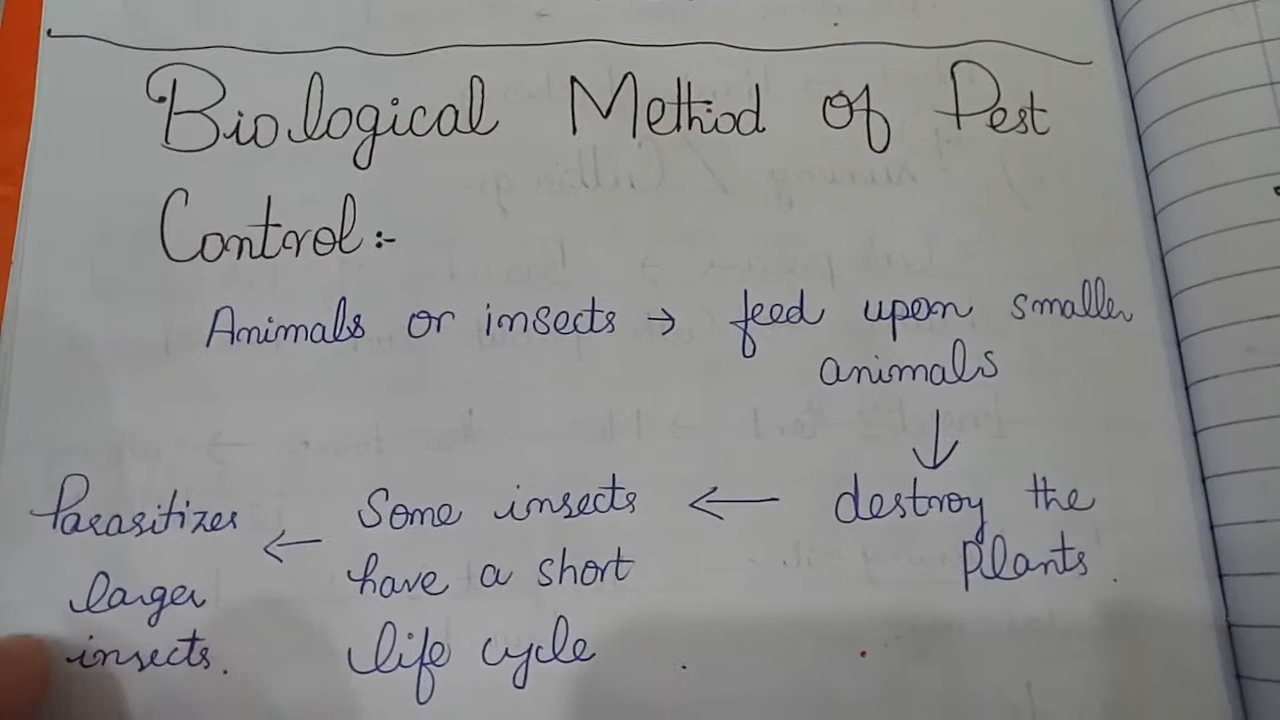 Biological Method of Pest
Control :-
Animals or insects → feed upon smaller
animals
↓
destroy the
plants.
←
Some insects
have a short
life cycle
←
Parasitizes
larger
insects.